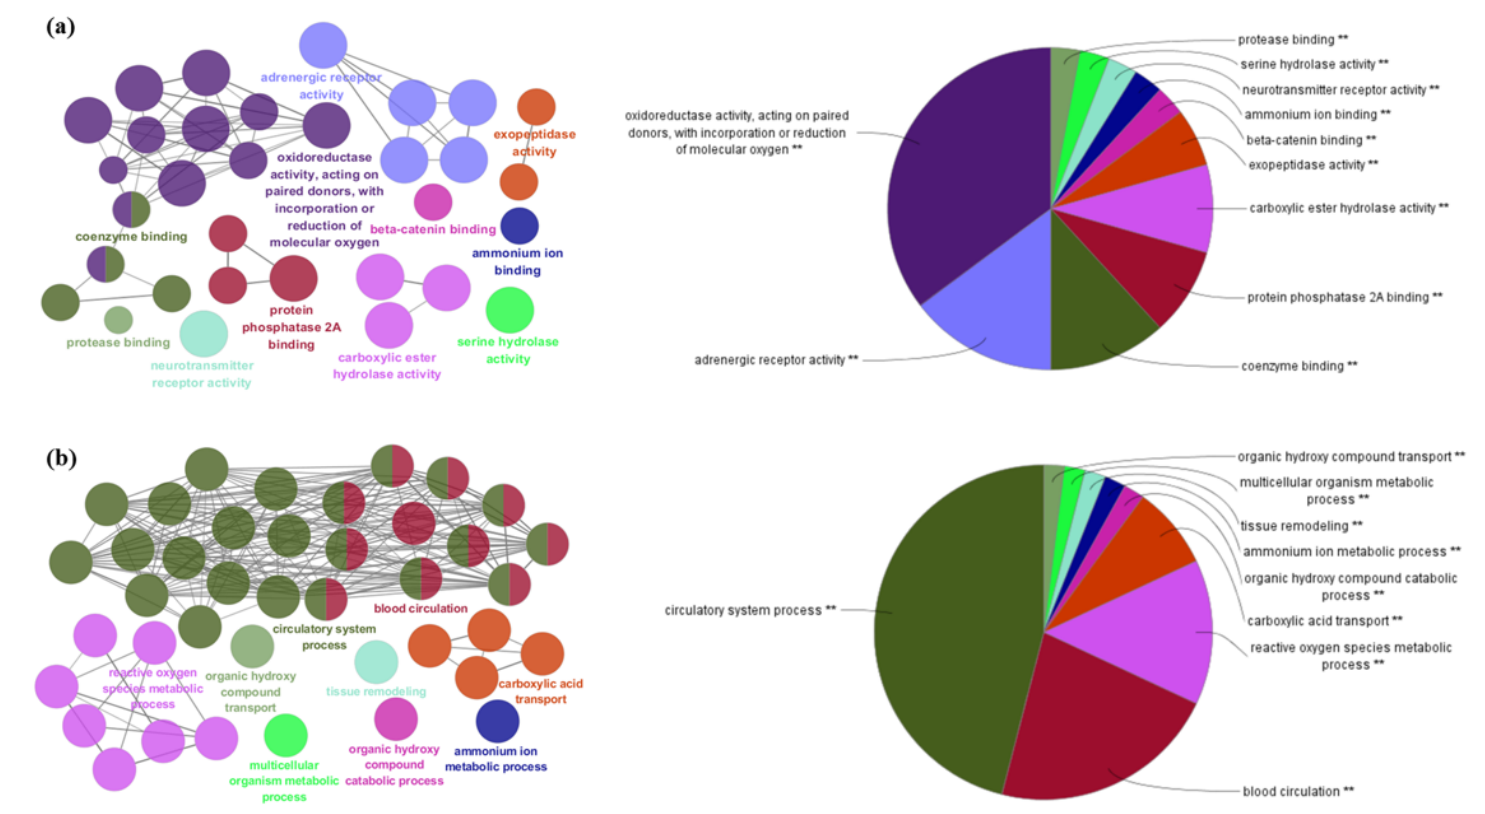 (a)
adrenergic receptor
activity
exopeptidase
activity
oxidoreductase
activity, acting on
paired donors, with
incorporation or
reduction of
molecular oxygen
beta-catenin binding
coenzyme binding
ammonium ion
binding
protein
phosphatase 2A
binding
protease binding
neurotransmitter
receptor activity
carboxylic ester
hydrolase activity
serine hydrolase
activity
protease binding **
serine hydrolase activity **
neurotransmitter receptor activity **
ammonium ion binding **
beta-catenin binding **
exopeptidase activity **
carboxylic ester hydrolase activity **
protein phosphatase 2A binding **
coenzyme binding **
oxidoreductase activity, acting on paired
donors, with incorporation or reduction
of molecular oxygen **
adrenergic receptor activity **
(b)
blood circulation
circulatory system
process
reactive oxygen
species metabolic
process
organic hydroxy
compound
transport
tissue remodeling
carboxylic acid
transport
multicellular
organism metabolic
process
organic hydroxy
compound
catabolic process
ammonium ion
metabolic process
organic hydroxy compound transport **
multicellular organism metabolic
process **
tissue remodeling **
ammonium ion metabolic process **
organic hydroxy compound catabolic
process **
carboxylic acid transport **
reactive oxygen species metabolic
process **
circulatory system process **
blood circulation **